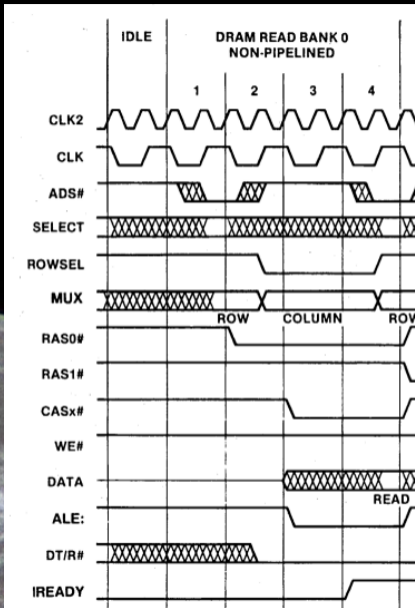 IDLE
DRAM READ BANK 0
NON-PIPELINED
1 2 3 4
CLK2
CLK
ADS#
SELECT
ROWSEL
MUX
ROW COLUMN ROW
RAS0#
RAS1#
CASx#
WE#
DATA
READ
ALE:
DT/R#
IREADY